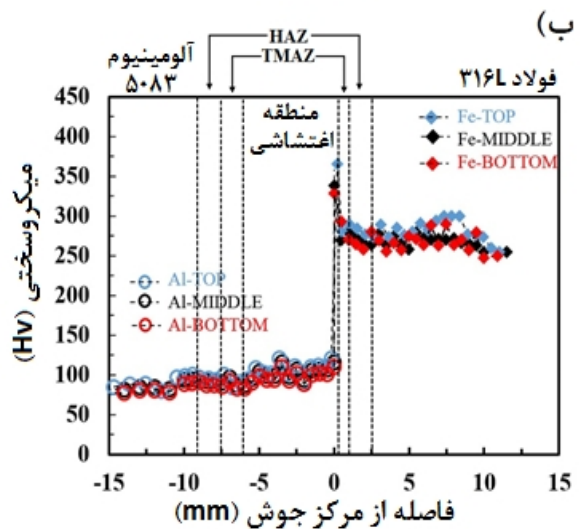 ب)
HAZ
TMAZ
آلومینیوم
۵۰۸۳
فولاد ۳۱۶L
منطقه
اغتشاشی
Fe-TOP
Fe-MIDDLE
Fe-BOTTOM
Al-TOP
Al-MIDDLE
Al-BOTTOM
میکروسختی (Hv)
450
400
350
300
250
200
150
100
50
0
-15 -10 -5 0 5 10 15
فاصله از مرکز جوش (mm)